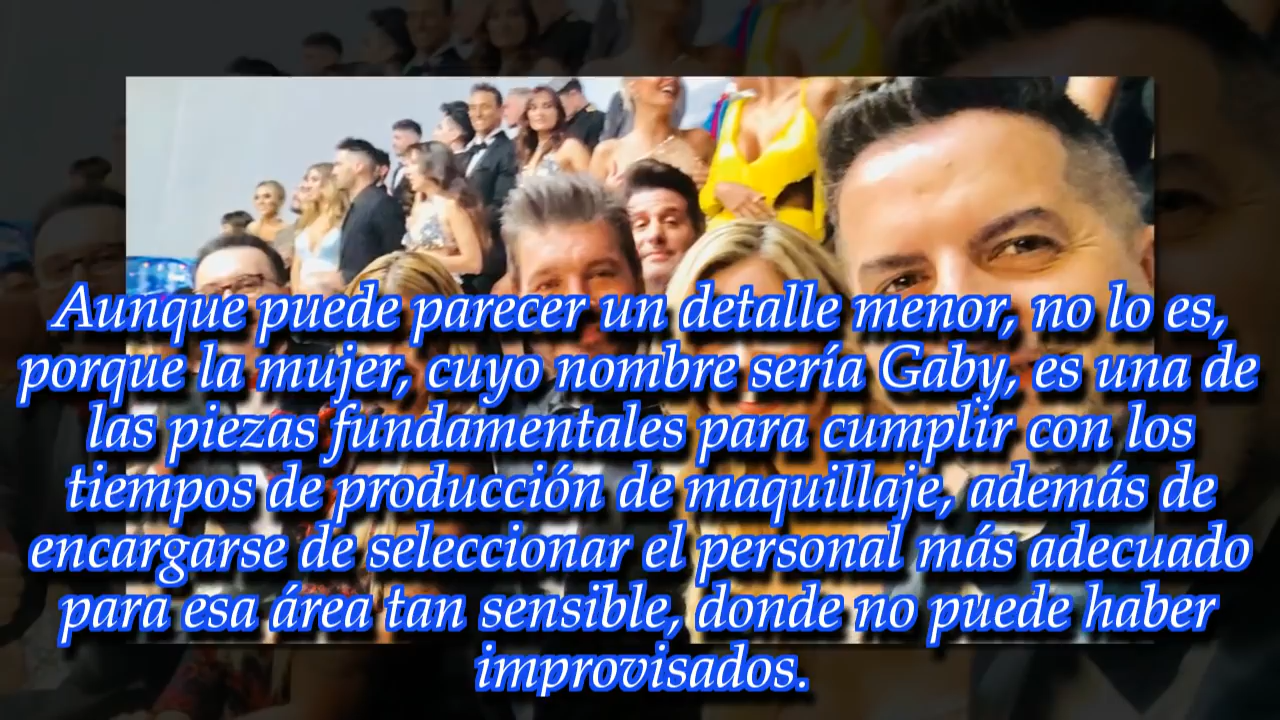 Aunque puede parecer un detalle menor, no lo es,
porque la mujer, cuyo nombre sería Gaby, es una de
las piezas fundamentales para cumplir con los
tiempos de producción de maquillaje, además de
encargarse de seleccionar el personal más adecuado
para esa área tan sensible, donde no puede haber
improvisados.